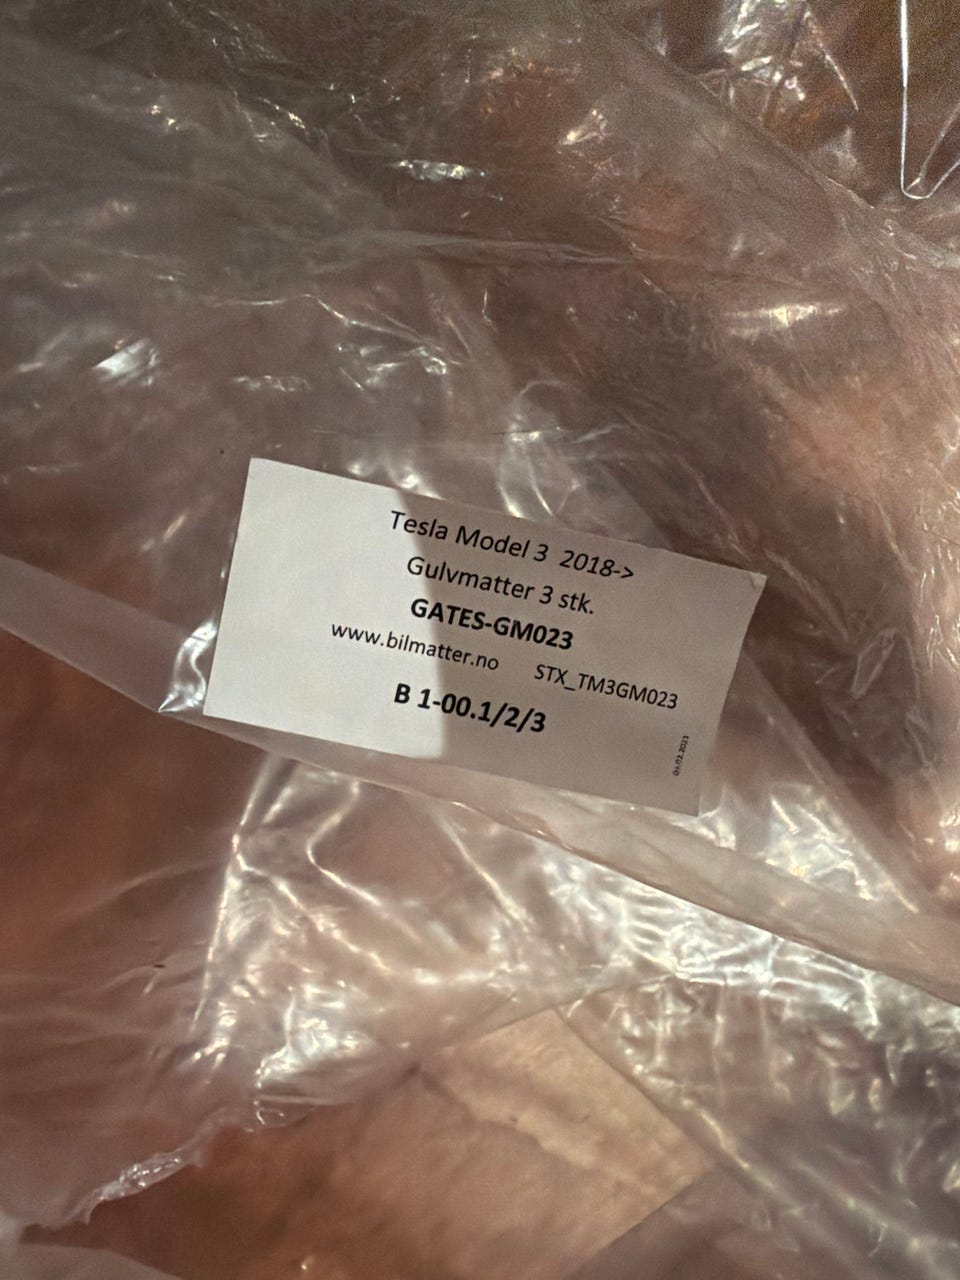 Tesla Model 3 2018->
Gulvmatter 3 stk.
GATES-GM023
www.bilmatter.no STX_TM3GM023
B 1-00.1/2/3